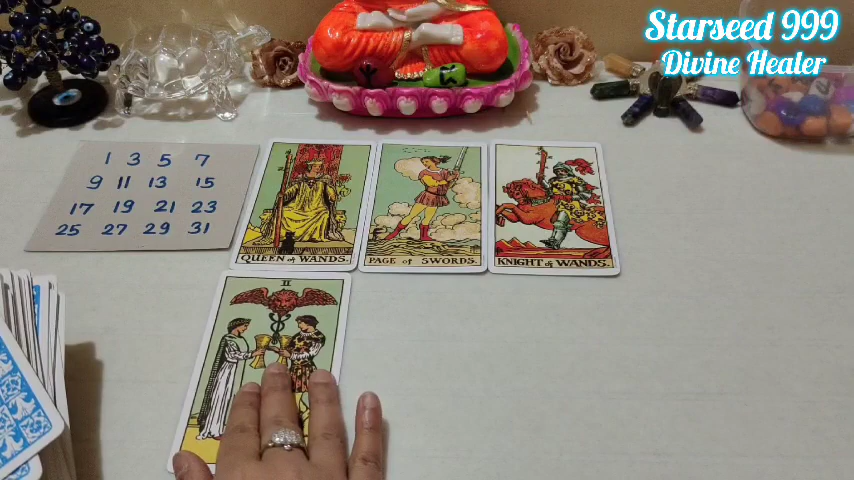 Starseed 999
Divine Healer
1 3 5 7
9 11 13 15
17 19 21 23
25 27 29 31
QUEEN of WANDS.
PAGE of SWORDS.
KNIGHT of WANDS.
II